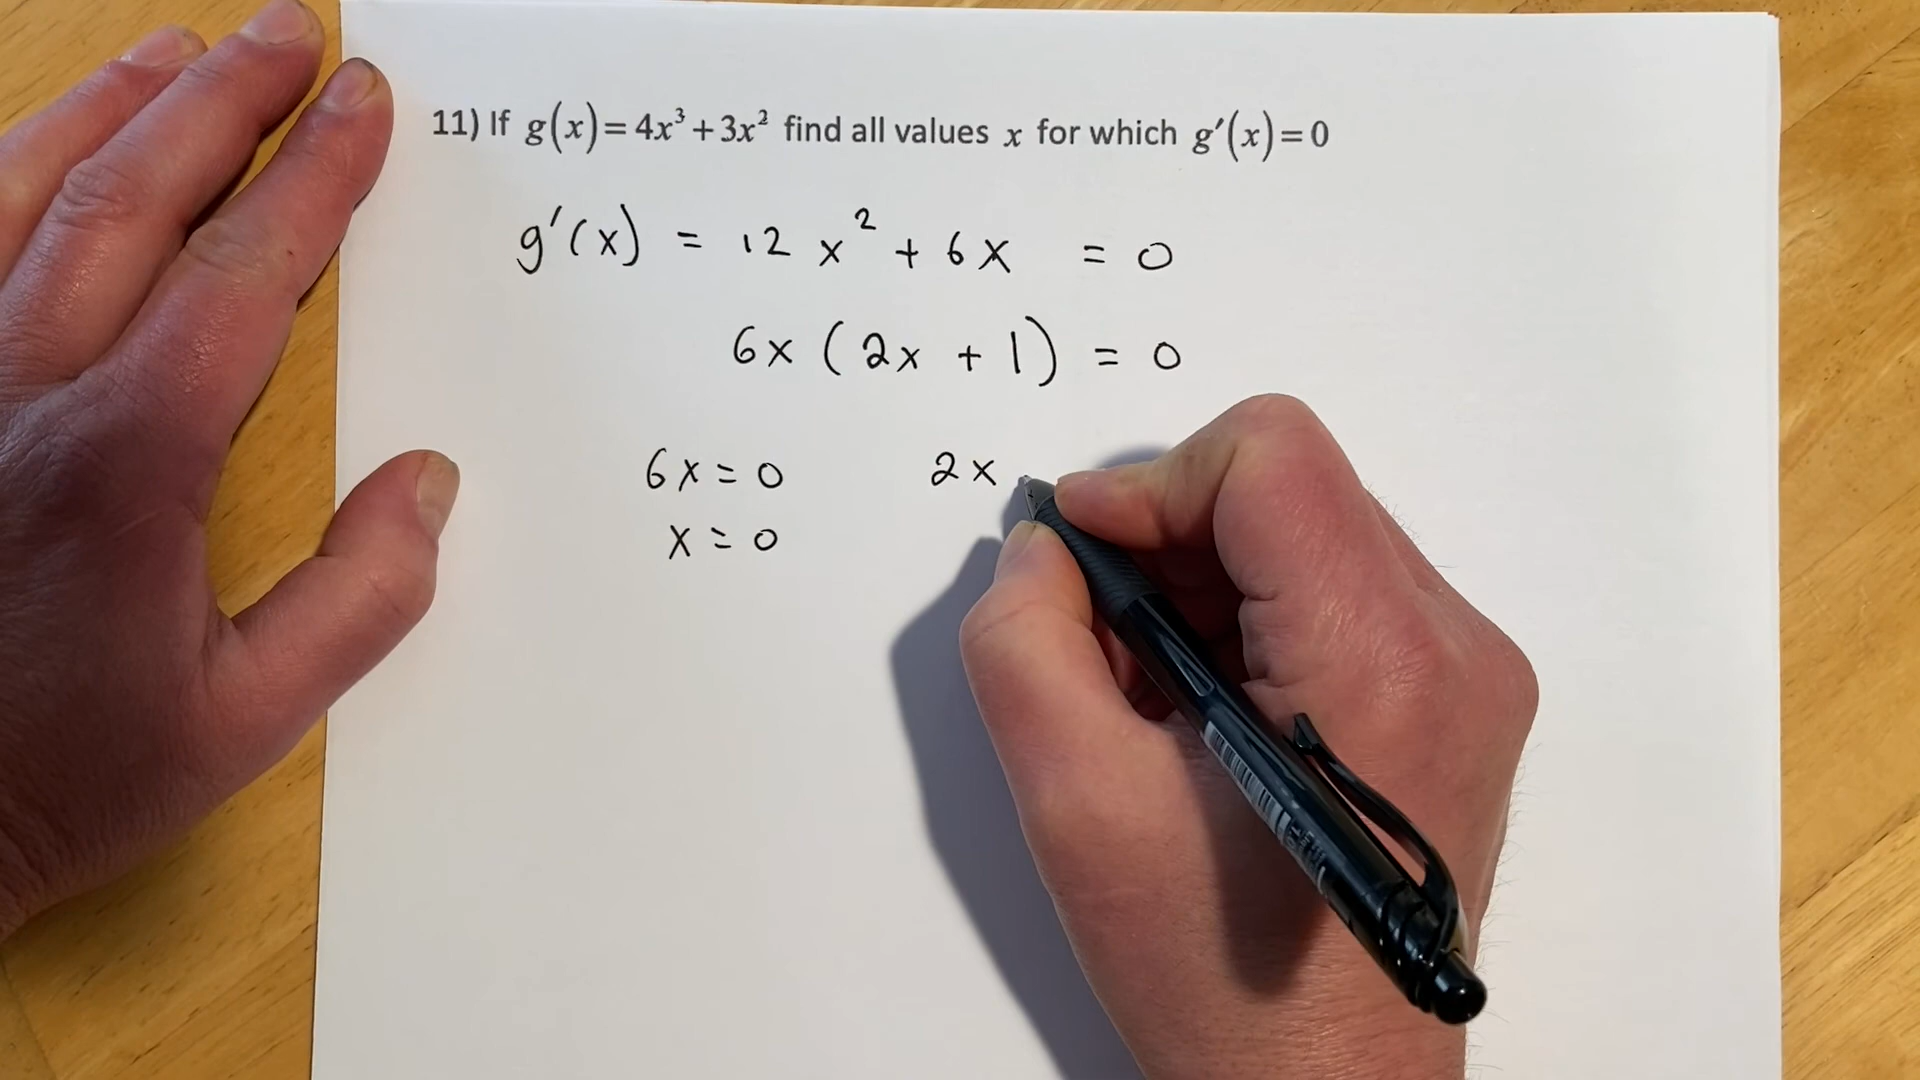 11) If g(x)=4x³+3x² find all values x for which g′(x)=0
g'(x) = 12x² + 6x = 0
6x (2x + 1) = 0
6x = 0 2x
x = 0